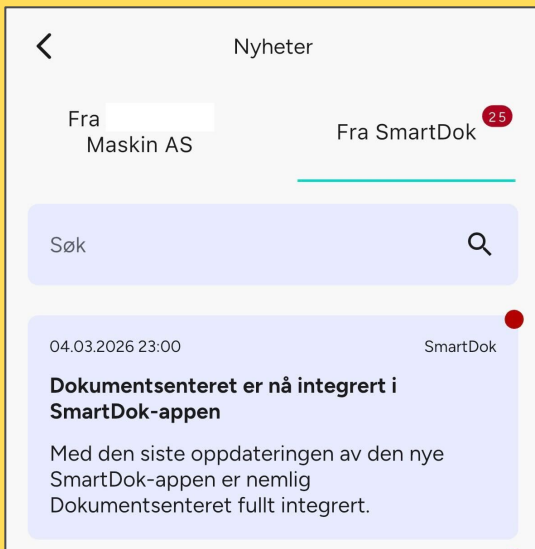 Nyheter
Fra
Maskin AS
Fra SmartDok
25
Søk
04.03.2026 23:00
SmartDok
Dokumentsenteret er nå integrert i
SmartDok-appen
Med den siste oppdateringen av den nye
SmartDok-appen er nemlig
Dokumentsenteret fullt integrert.